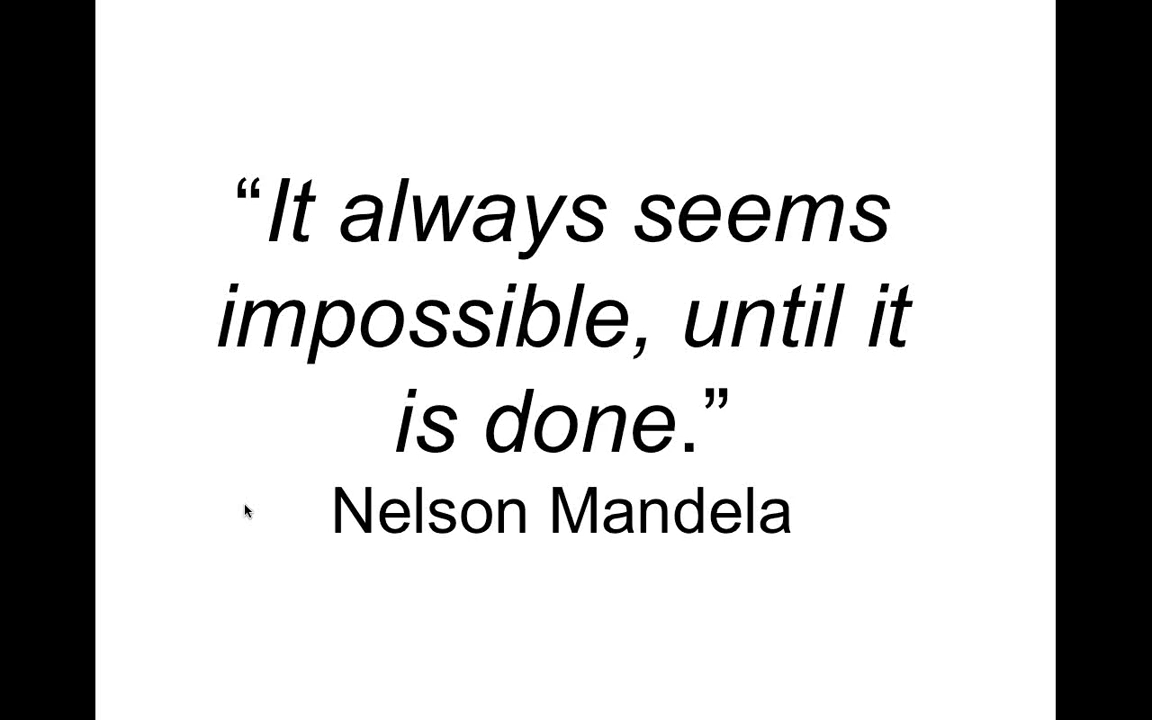 “It always seems
impossible, until it
is done.”
Nelson Mandela